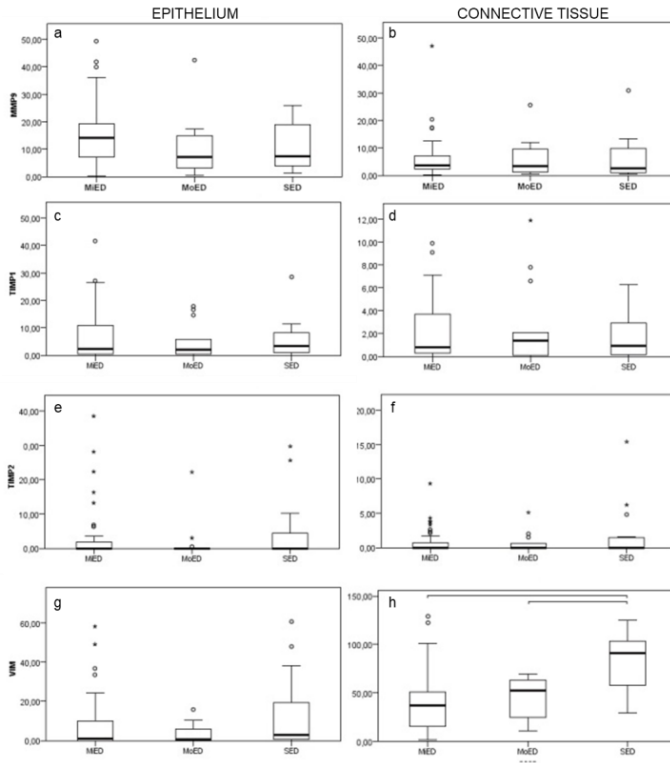 EPITHELIUM
CONNECTIVE TISSUE
a
50,00
40,00
30,00
20,00
10,00
0,00
MMP9
MiED
MoED
SED
b
50,00
40,00
30,00
20,00
10,00
0,00
MiED
MoED
SED
c
50,00
40,00
30,00
20,00
10,00
0,00
TIMP1
MiED
MoED
SED
d
12,00
10,00
8,00
6,00
4,00
2,00
0,00
MiED
MoED
SED
e
40,00
0,00
20,00
10,00
0,00
TIMP2
MiED
MoED
SED
f
20,00
15,00
10,00
5,00
0,00
MiED
MoED
SED
g
60,00
40,00
20,00
0,00
VIM
MiED
MoED
SED
h
150,00
100,00
50,00
0,00
MiED
MoED
SED